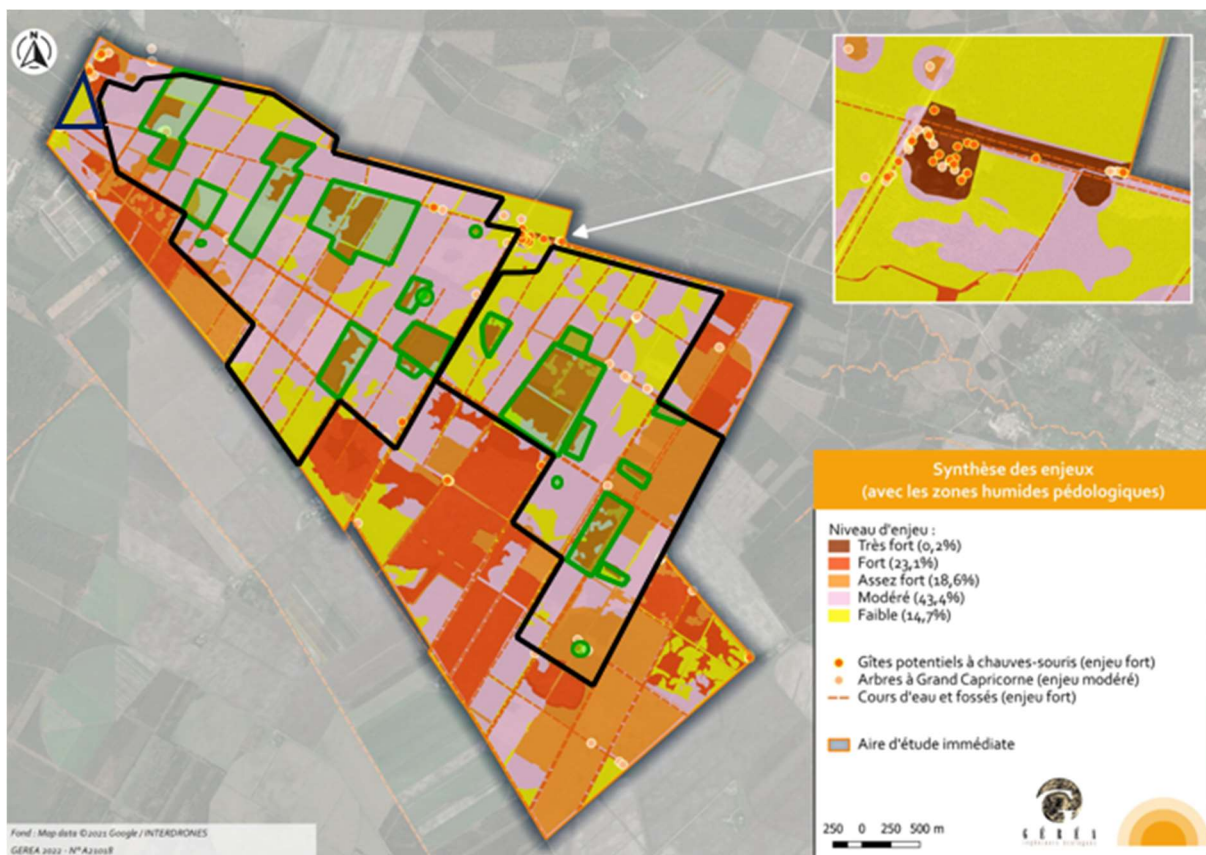 N
Synthèse des enjeux
(avec les zones humides pédologiques)
Niveau d'enjeu :
Très fort (0,2%)
Fort (23,1%)
Assez fort (18,6%)
Modéré (43,4%)
Faible (14,7%)
Gîtes potentiels à chauves-souris (enjeu fort)
Arbres à Grand Capricorne (enjeu modéré)
Cours d'eau et fossés (enjeu fort)
Aire d'étude immédiate
250 0 250 500 m
GÉRÉA
ingénieurs écologues
Fond : Map data ©2021 Google / INTERDRONES
GEREA 2022 - N° A21018